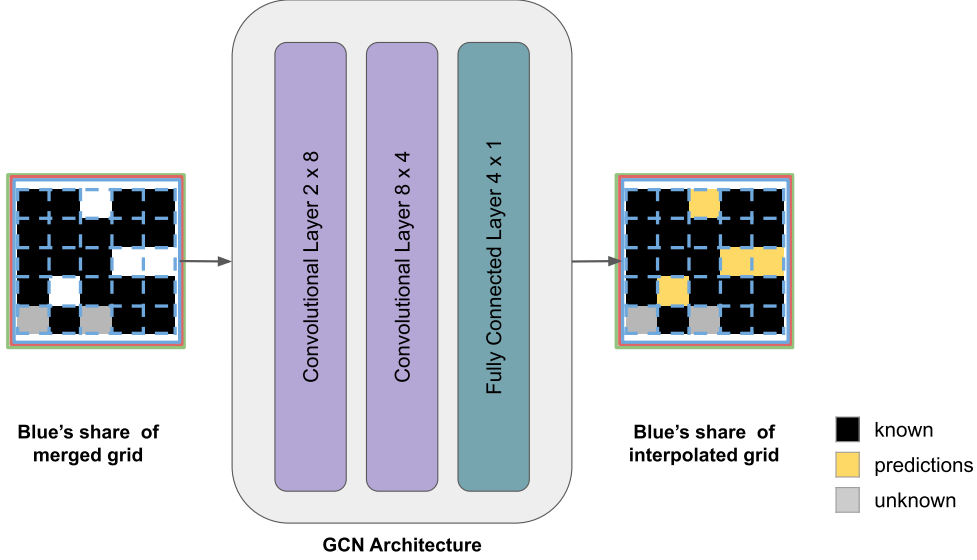 Convolutional Layer 2 x 8
Convolutional Layer 8 x 4
Fully Connected Layer 4 x 1
Blue's share of
merged grid
Blue's share of
interpolated grid
known
predictions
unknown
GCN Architecture